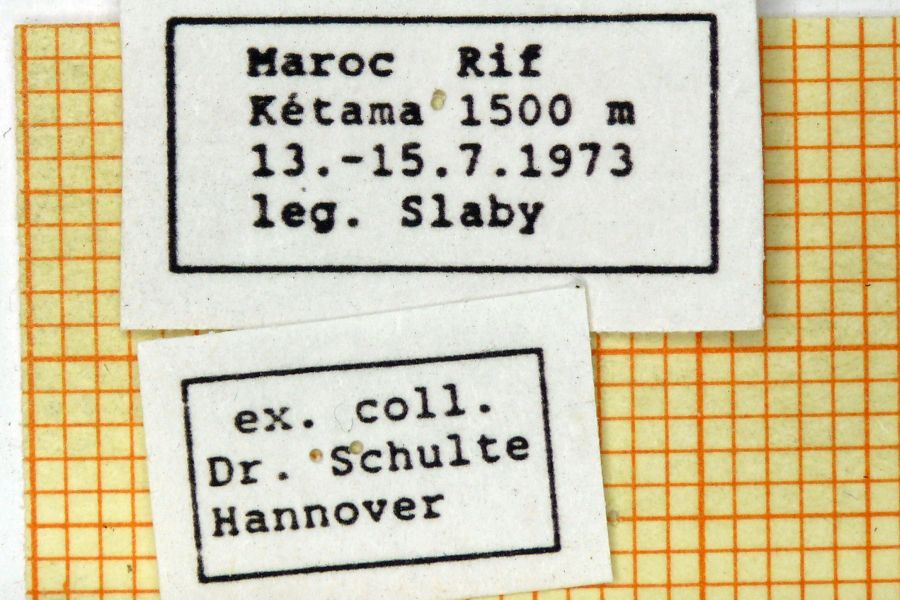 Maroc Rif
Kétama 1500 m
13.-15.7.1973
leg. Slaby
ex. coll.
Dr. Schulte
Hannover